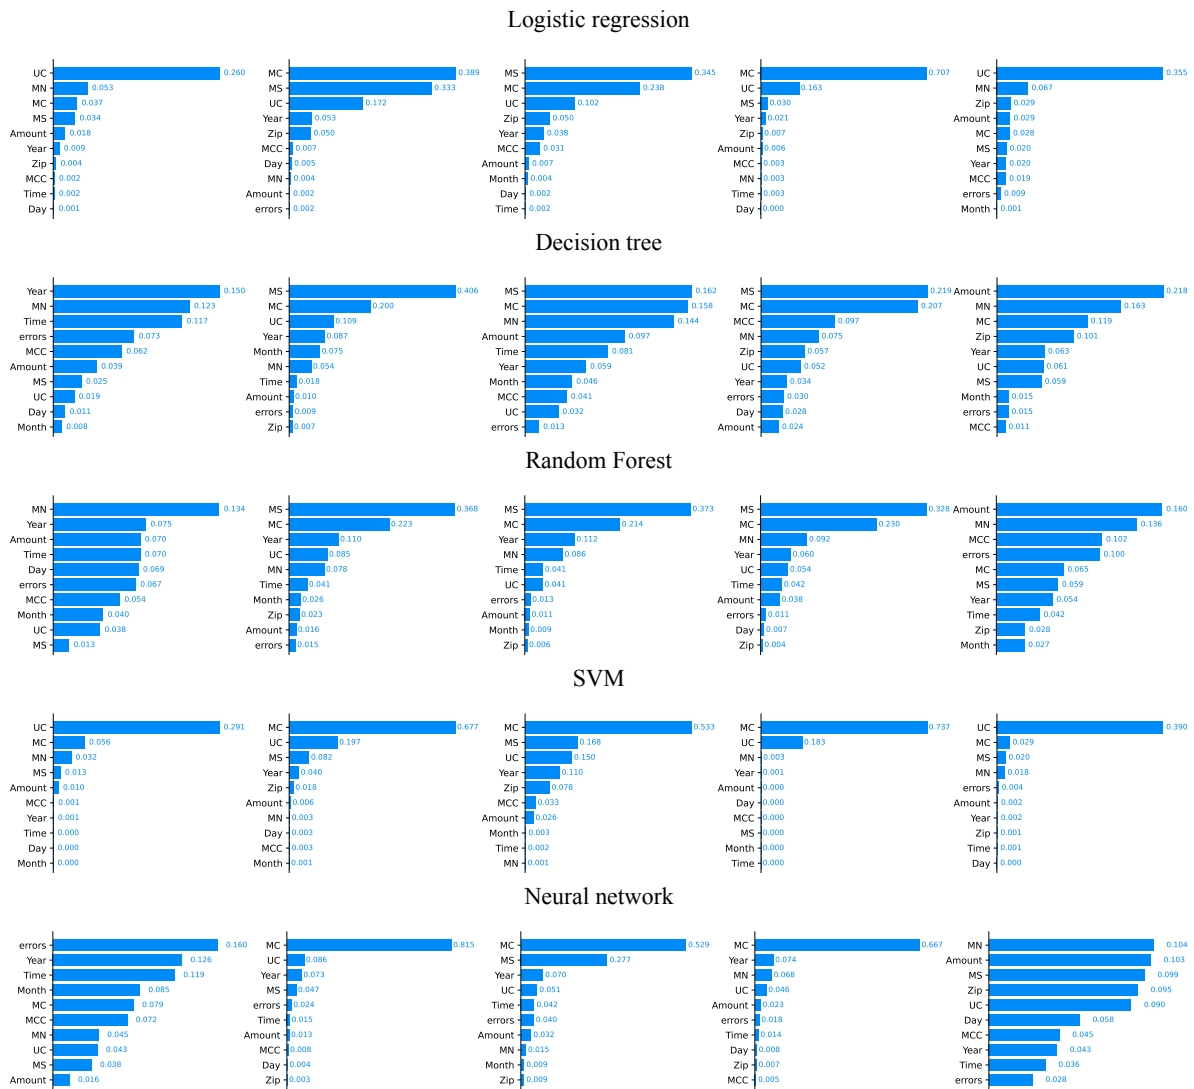 Logistic regression
UC 0.260 MC 0.389 MS 0.345 MC 0.707 UC 0.355
MN 0.053 MS 0.333 MC 0.238 UC 0.163 MN 0.067
MC 0.037 UC 0.172 UC 0.102 MS 0.030 Zip 0.029
MS 0.034 Year 0.053 Zip 0.050 Year 0.021 Amount 0.029
Amount 0.018 Zip 0.050 Year 0.038 Zip 0.007 MC 0.028
Year 0.009 MCC 0.007 MCC 0.031 Amount 0.006 MS 0.020
Zip 0.004 Day 0.005 Amount 0.007 MCC 0.003 Year 0.020
MCC 0.002 MN 0.004 Month 0.004 MN 0.003 MCC 0.019
Time 0.002 Amount 0.002 Day 0.002 Time 0.003 errors 0.009
Day 0.001 errors 0.002 Time 0.002 Day 0.000 Month 0.001
Decision tree
Year 0.150 MS 0.406 MS 0.162 MS 0.219 Amount 0.218
MN 0.123 MC 0.200 MC 0.158 MC 0.207 MN 0.163
Time 0.117 UC 0.109 MN 0.144 MCC 0.097 MC 0.119
errors 0.073 Year 0.087 Amount 0.097 MN 0.075 Zip 0.101
MCC 0.062 Month 0.075 Time 0.081 Zip 0.057 Year 0.063
Amount 0.039 MN 0.054 Year 0.059 UC 0.052 UC 0.061
MS 0.025 Time 0.018 Month 0.046 Year 0.034 MS 0.059
UC 0.019 Amount 0.010 MCC 0.041 errors 0.030 Month 0.015
Day 0.011 errors 0.009 UC 0.032 Day 0.028 errors 0.015
Month 0.008 Zip 0.007 errors 0.013 Amount 0.024 MCC 0.011
Random Forest
MN 0.134 MS 0.368 MS 0.373 MS 0.328 Amount 0.160
Year 0.075 MC 0.223 MC 0.214 MC 0.230 MN 0.136
Amount 0.070 Year 0.110 Year 0.112 MN 0.092 MCC 0.102
Time 0.070 UC 0.085 MN 0.086 Year 0.060 errors 0.100
Day 0.069 MN 0.078 Time 0.041 UC 0.054 MC 0.065
errors 0.067 Time 0.041 UC 0.041 Time 0.042 MS 0.059
MCC 0.054 Month 0.026 errors 0.013 Amount 0.038 Year 0.054
Month 0.040 Zip 0.023 Amount 0.011 errors 0.011 Time 0.042
UC 0.038 Amount 0.016 Month 0.009 Day 0.007 Zip 0.028
MS 0.013 errors 0.015 Zip 0.006 Zip 0.004 Month 0.027
SVM
UC 0.291 MC 0.677 MC 0.533 MC 0.737 UC 0.390
MC 0.056 UC 0.197 MS 0.168 UC 0.183 MC 0.029
MN 0.032 MS 0.082 UC 0.150 MN 0.003 MS 0.020
MS 0.013 Year 0.040 Year 0.110 Year 0.001 MN 0.018
Amount 0.010 Zip 0.018 Zip 0.078 Amount 0.000 errors 0.004
MCC 0.001 Amount 0.006 MCC 0.033 Day 0.000 Amount 0.002
Year 0.001 MN 0.003 Amount 0.026 MCC 0.000 Year 0.002
Time 0.000 Day 0.003 Month 0.003 MS 0.000 Zip 0.001
Day 0.000 MCC 0.003 Time 0.002 Month 0.000 Time 0.001
Month 0.000 Month 0.001 MN 0.001 Time 0.000 Day 0.000
Neural network
errors 0.160 MC 0.815 MC 0.529 MC 0.667 MN 0.104
Year 0.126 UC 0.086 MS 0.277 Year 0.074 Amount 0.103
Time 0.119 Year 0.073 Year 0.070 MN 0.068 MS 0.099
Month 0.085 MS 0.047 UC 0.051 UC 0.046 Zip 0.095
MC 0.079 errors 0.024 Time 0.042 Amount 0.023 UC 0.090
MCC 0.072 Time 0.015 errors 0.040 errors 0.018 Day 0.058
MN 0.045 Amount 0.013 Amount 0.032 Time 0.014 MCC 0.045
UC 0.043 MCC 0.008 MN 0.015 Day 0.008 Year 0.043
MS 0.038 Day 0.004 Month 0.009 Zip 0.007 Time 0.036
Amount 0.016 Zip 0.003 Zip 0.009 MCC 0.005 errors 0.028